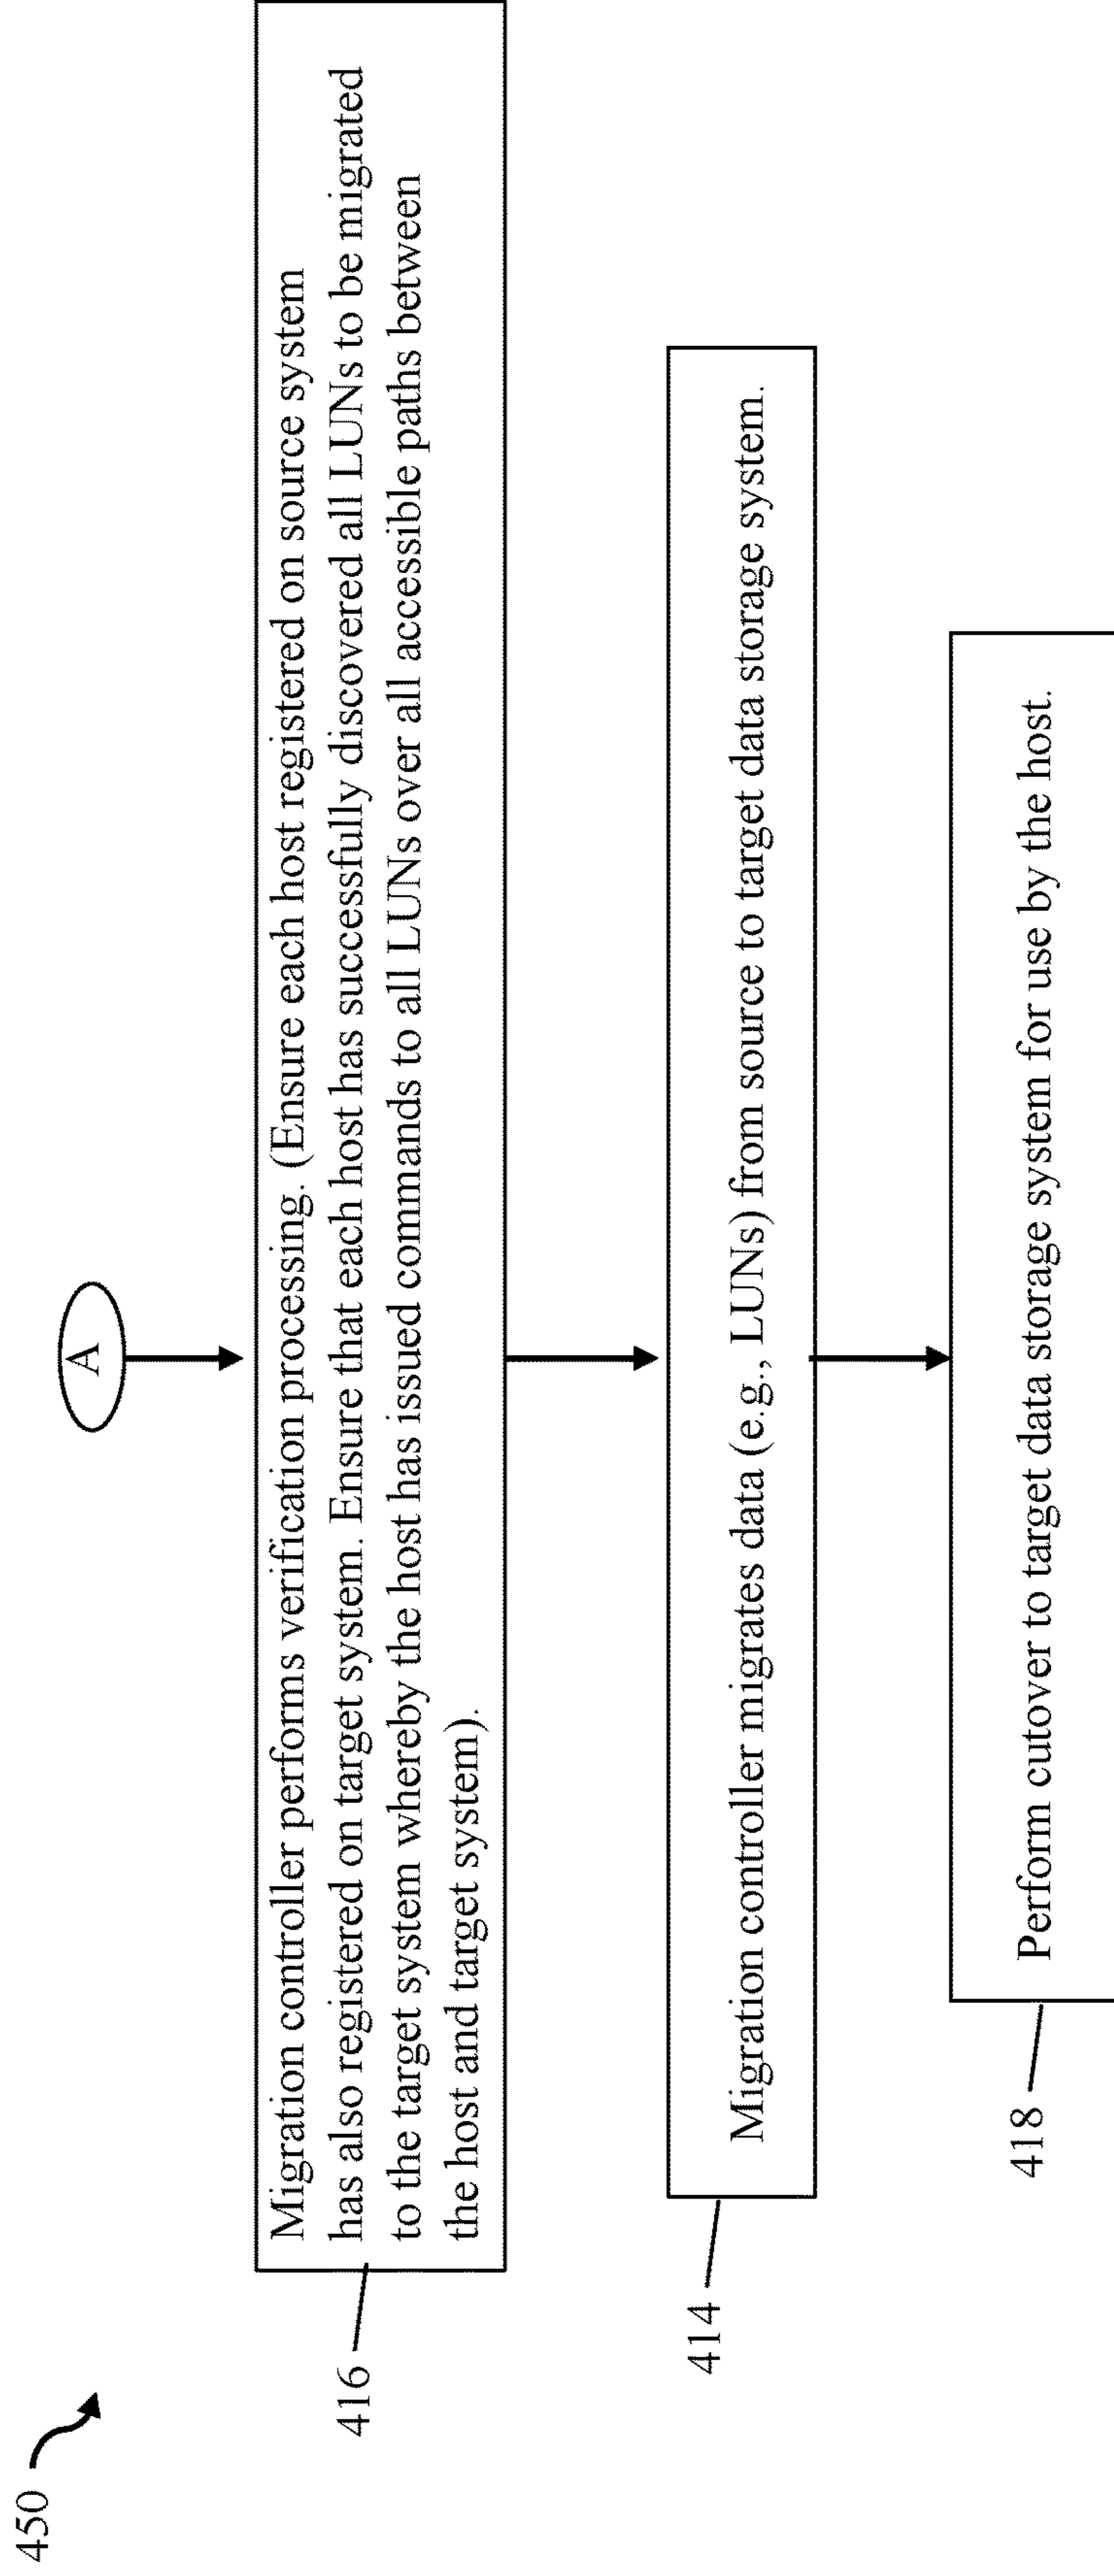 450
A
416
Migration controller performs verification processing. (Ensure each host registered on source system
has also registered on target system. Ensure that each host has successfully discovered all LUNs to be migrated
to the target system whereby the host has issued commands to all LUNs over all accessible paths between
the host and target system).
414
Migration controller migrates data (e.g., LUNs) from source to target data storage system.
418
Perform cutover to target data storage system for use by the host.